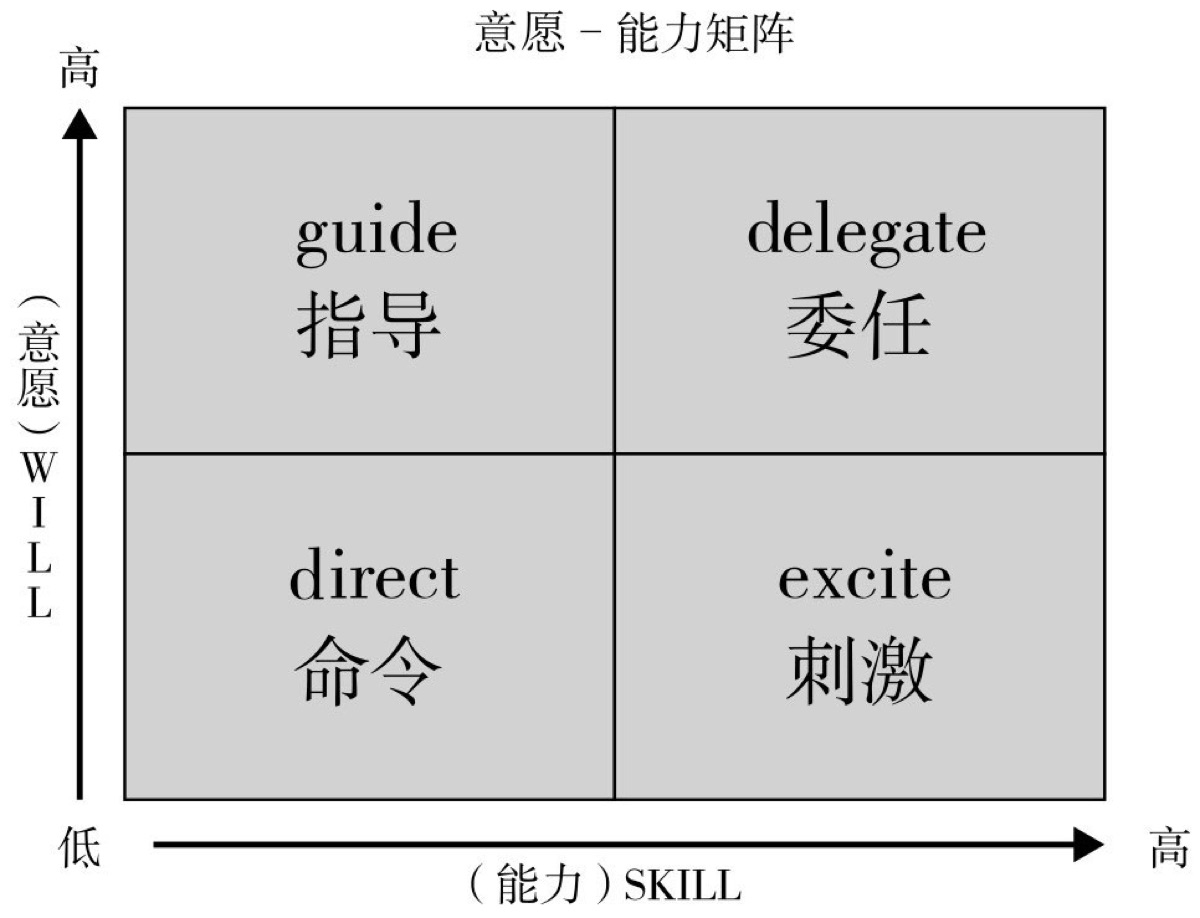 意愿-能力矩阵
高
guide
指导
delegate
委任
(意愿)WILL
direct
命令
excite
刺激
低
高
(能力)SKILL